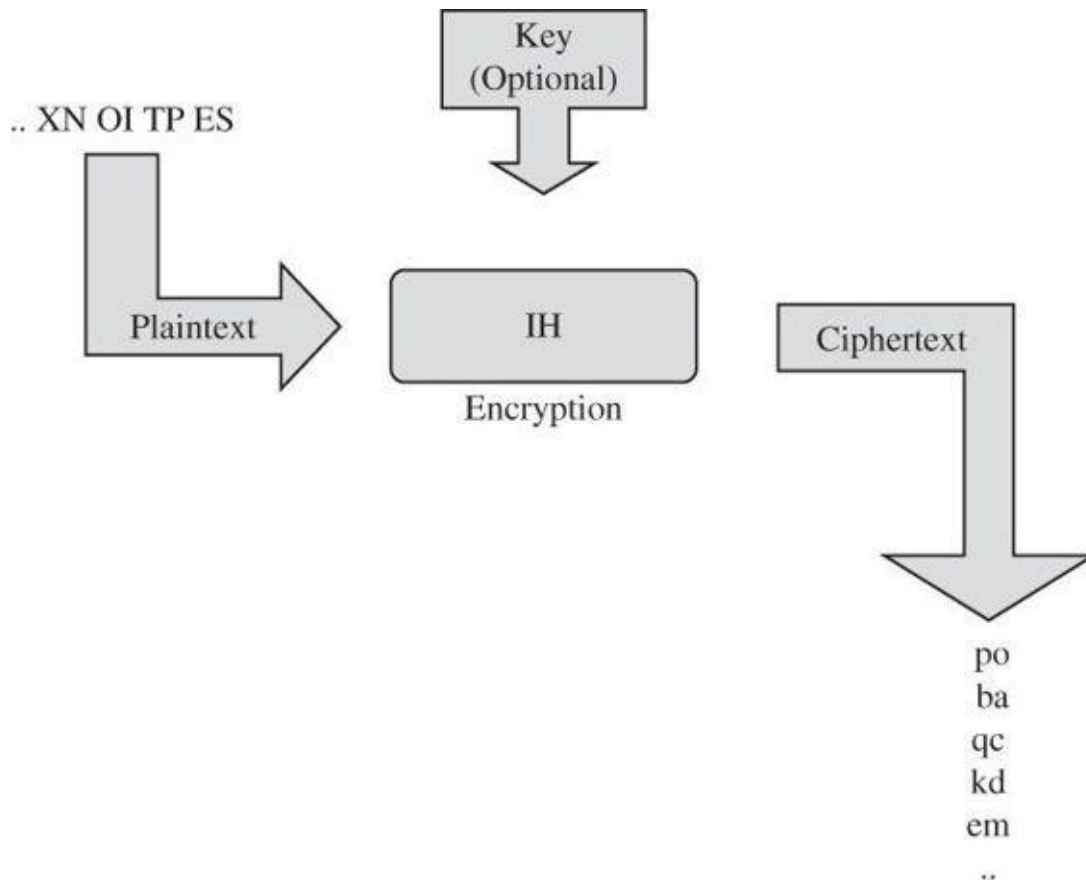 Key
(Optional)
.. XN OI TP ES
Plaintext
IH
Ciphertext
Encryption
po
ba
qc
kd
em
..